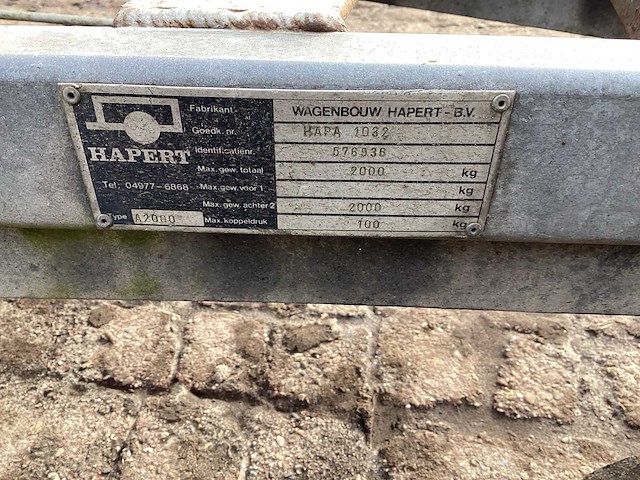 Fabrikant WAGENBOUW HAPERT - B.V.
Goedk. nr. HAPA 1032
Identificatienr. 576936
HAPERT
Max. gew. totaal 2000 kg
Tel: 04977-6868 Max. gew. voor 1 kg
Max. gew. achter 2 2000 kg
Type A2000 Max. koppeldruk 100 kg